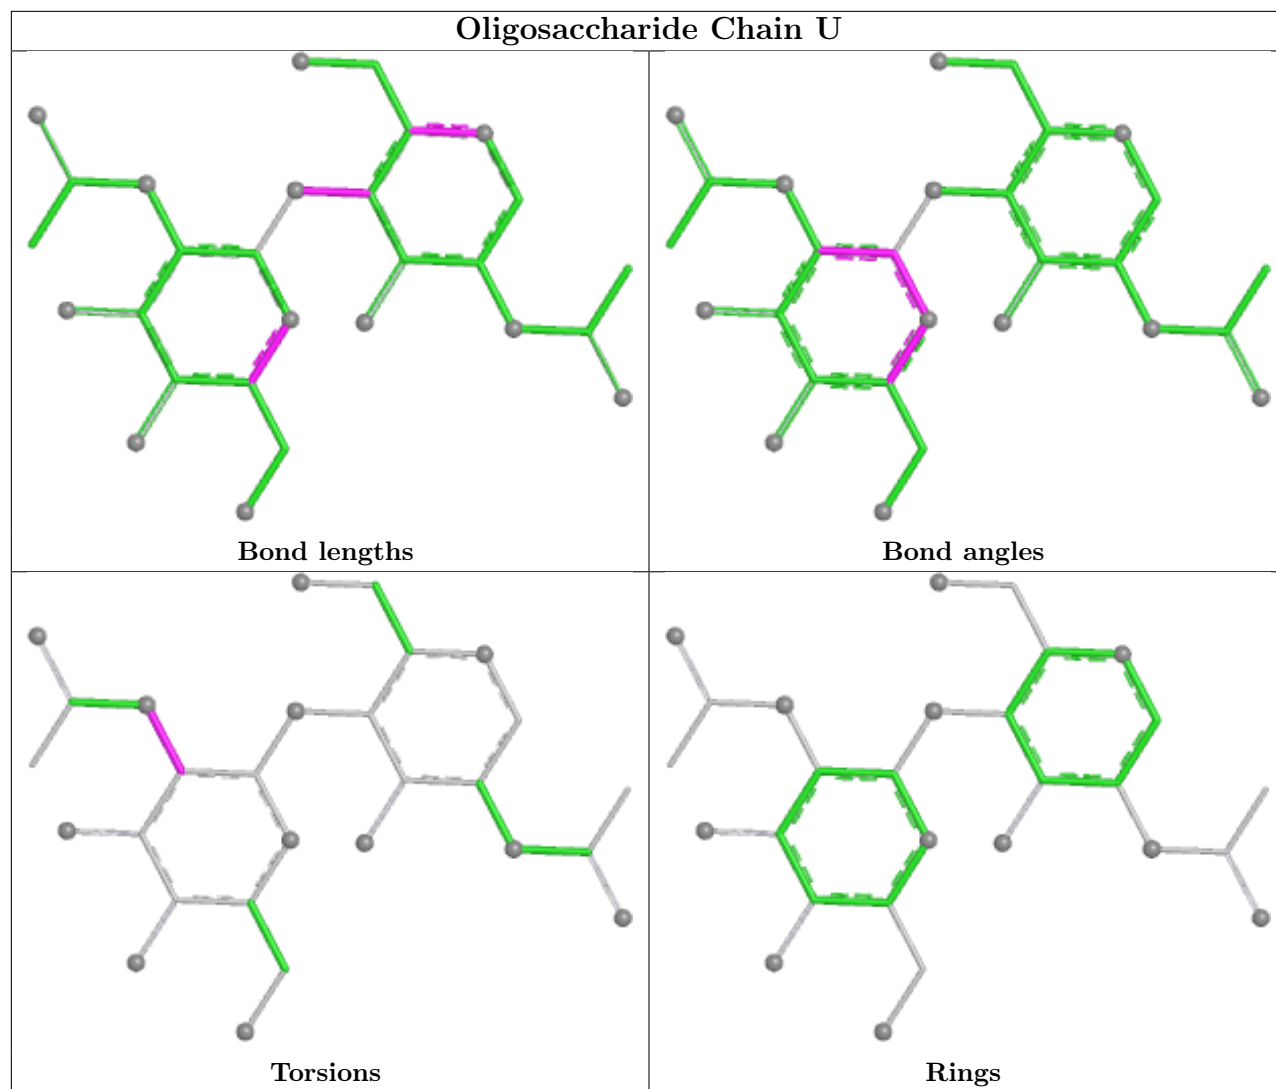 Oligosaccharide Chain U
Bond lengths
Bond angles
Torsions
Rings